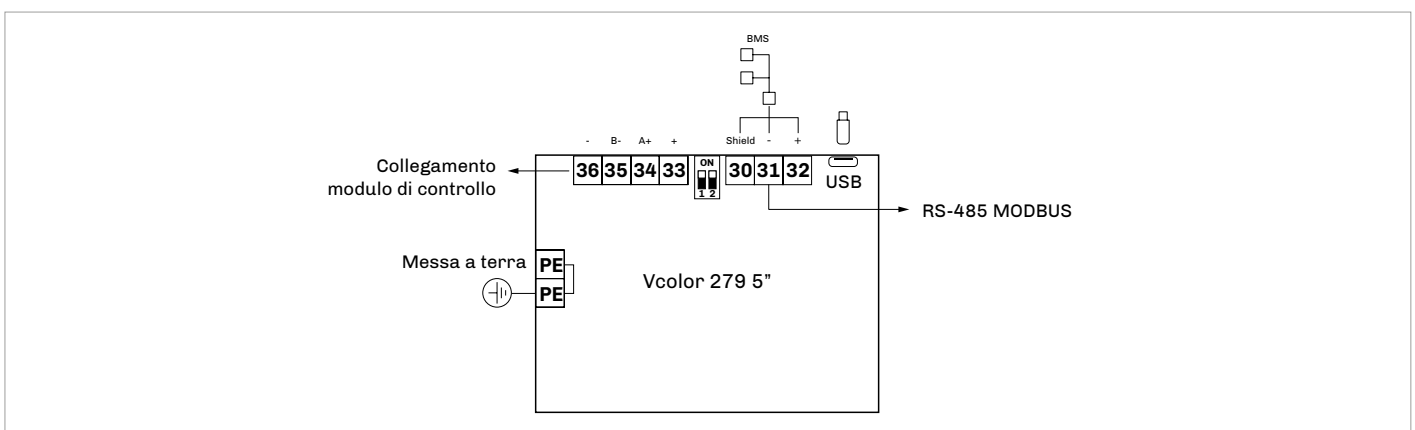 BMS
- B- A+ + Shield - +
Collegamento
modulo di controllo
36 35 34 33 ON 30 31 32
1 2
USB
RS-485 MODBUS
Messa a terra PE
PE
Vcolor 279 5”